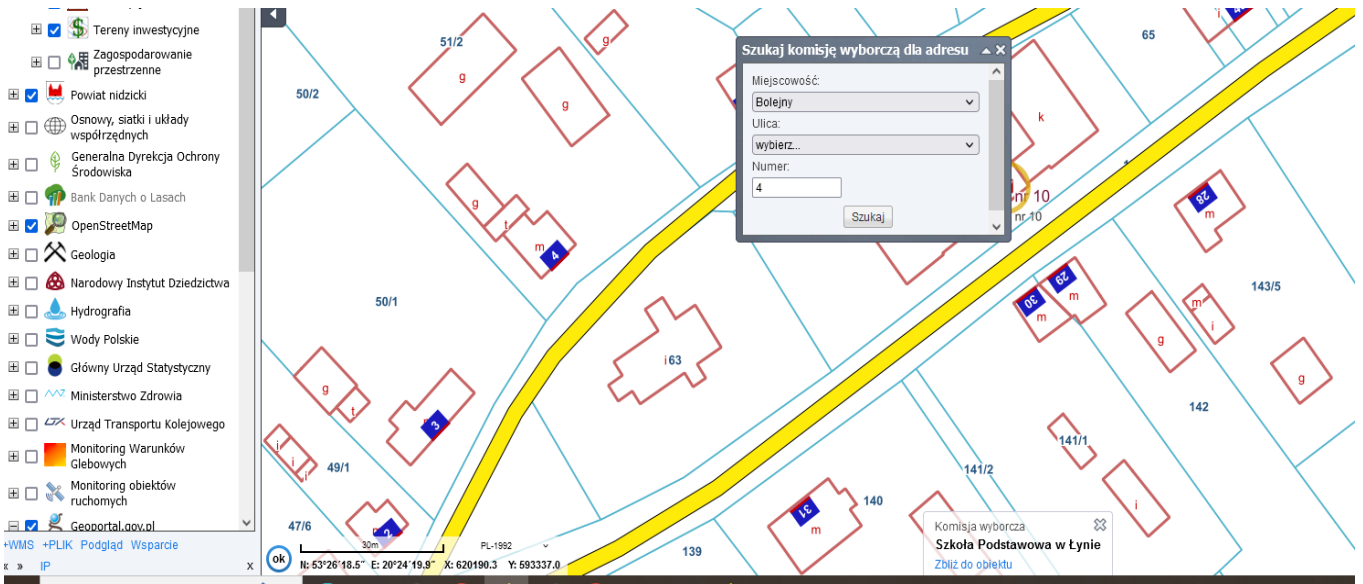 Tereny inwestycyjne
Zagospodarowanie
przestrzenne
Powiat nidzicki
Osnowy, siatki i układy
współrzędnych
Generalna Dyrekcja Ochrony
Środowiska
Bank Danych o Lasach
OpenStreetMap
Geologia
Narodowy Instytut Dziedzictwa
Hydrografia
Wody Polskie
Główny Urząd Statystyczny
Ministerstwo Zdrowia
Urząd Transportu Kolejowego
Monitoring Warunków
Glebowych
Monitoring obiektów
ruchomych
Geoportal.gov.pl
+WMS +PLIK Podgląd Wsparcie
« » IP x
51/2
g
g
g
50/2
65
i
k
Szukaj komisję wyborczą dla adresu
Miejscowość:
Bolejny
Ulica:
wybierz...
Numer:
4
Szukaj
nr 10
nr 10
g
t
m
4
28
m
50/1
29
m
30
m
143/5
m
i
g
g
i63
g
t
3
142
i
i
i
49/1
141/1
141/2
i
47/6
2
31
m
140
139
30m
PL-1992
ok
N: 53°26'18.5" E: 20°24'19.9" X: 620190.3 Y: 593337.0
Komisja wyborcza
Szkoła Podstawowa w Łynie
Zbliż do obiektu